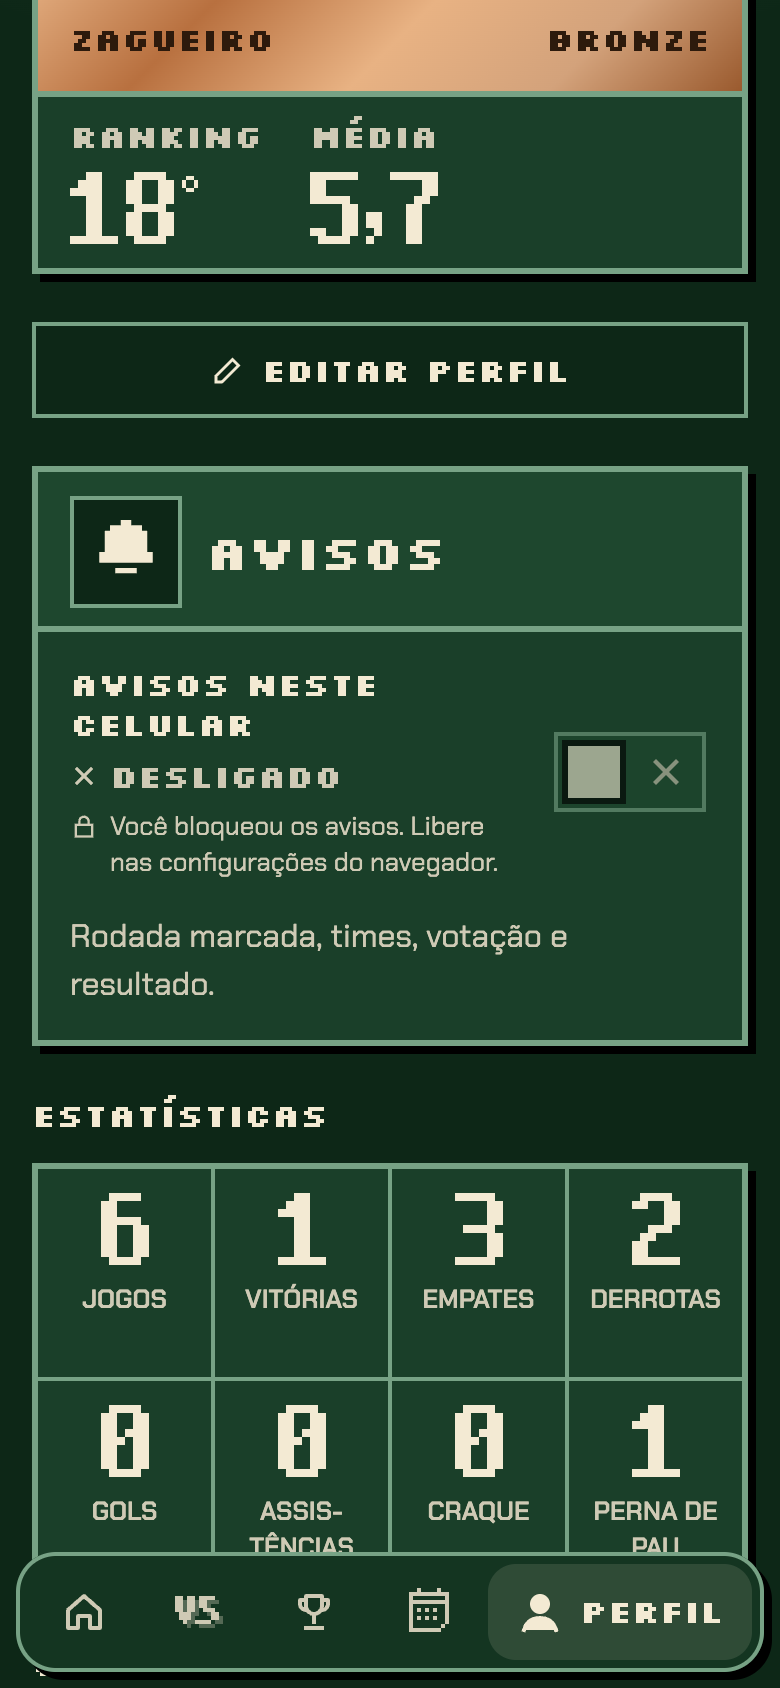 ZAGUEIRO BRONZE
RANKING MÉDIA
18° 5,7
EDITAR PERFIL
AVISOS
AVISOS NESTE
CELULAR
DESLIGADO
Você bloqueou os avisos. Libere
nas configurações do navegador.
Rodada marcada, times, votação e
resultado.
ESTATÍSTICAS
6 1 3 2
JOGOS VITÓRIAS EMPATES DERROTAS
0 0 0 1
GOLS ASSIS- CRAQUE PERNA DE
TÊNCIAS PAU
VS PERFIL